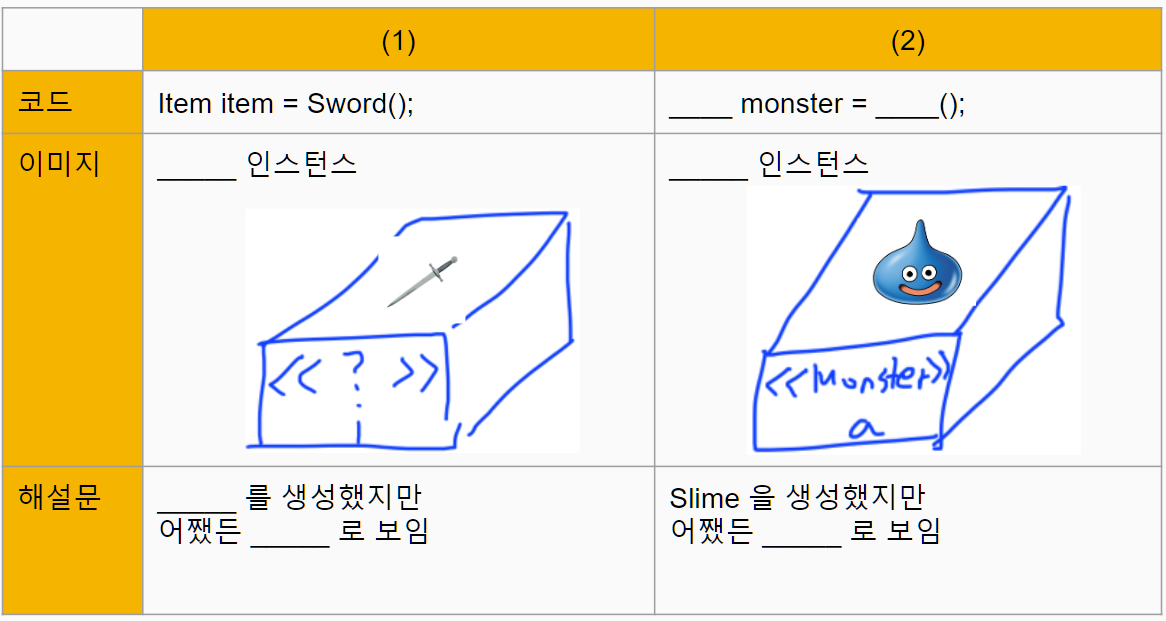 (1) (2)
코드 Item item = Sword(); ____ monster = ____();
이미지 _____ 인스턴스 _____ 인스턴스
<< ? >> <<Monster>>
a
해설문 _____ 를 생성했지만 Slime 을 생성했지만
어쨌든 _____ 로 보임 어쨌든 _____ 로 보임